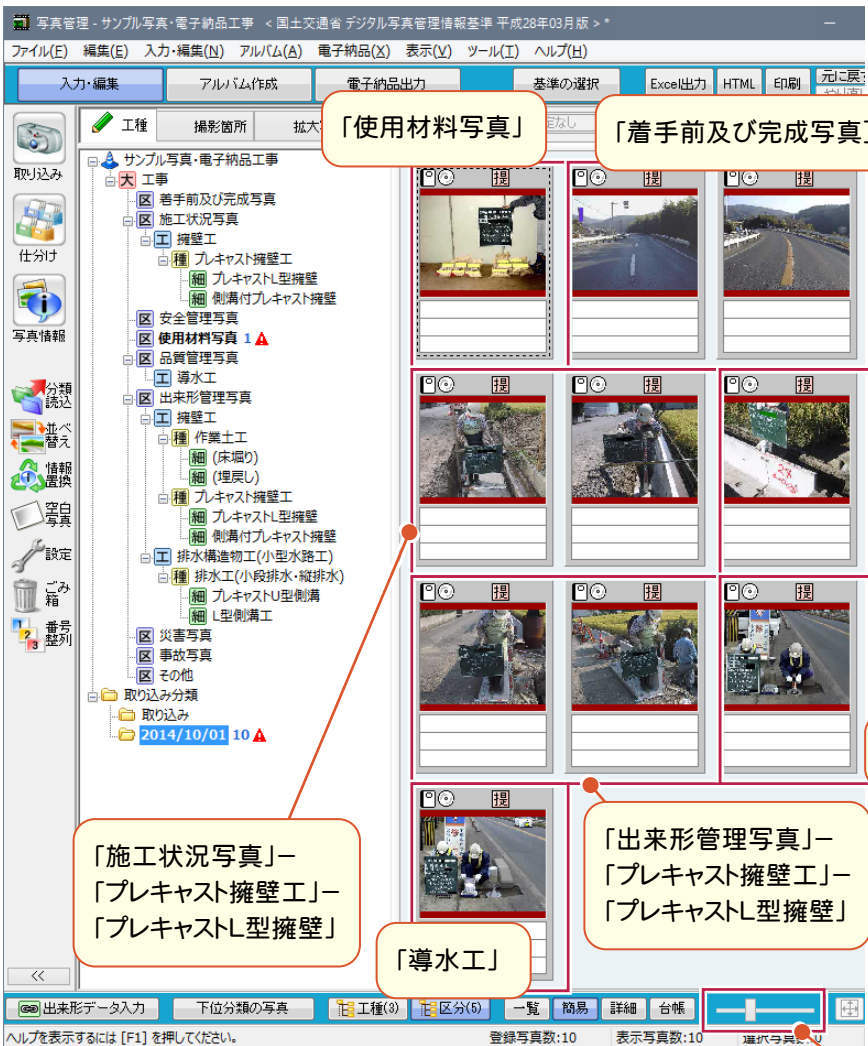 写真管理 - サンプル写真・電子納品工事 < 国土交通省 デジタル写真管理情報基準 平成28年03月版 > *
ファイル(F) 編集(E) 入力・編集(N) アルバム(A) 電子納品(X) 表示(V) ツール(T) ヘルプ(H)
入力・編集 アルバム作成 電子納品出力 基準の選択 Excel出力 HTML 印刷 元に戻す
工種 撮影箇所 拡大
「使用材料写真」
「着手前及び完成写真」
取り込み
仕分け
写真情報
分類読込
並べ替え
情報置換
空白写真
設定
ごみ箱
番号整列
サンプル写真・電子納品工事
大 工事
区 着手前及び完成写真
区 施工状況写真
工 擁壁工
種 プレキャスト擁壁工
細 プレキャストL型擁壁
細 側溝付プレキャスト擁壁
区 安全管理写真
区 使用材料写真 1
区 品質管理写真
工 導水工
区 出来形管理写真
工 擁壁工
種 作業土工
細 (床堀り)
細 (埋戻し)
種 プレキャスト擁壁工
細 プレキャストL型擁壁
細 側溝付プレキャスト擁壁
工 排水構造物工(小型水路工)
種 排水工(小段排水・縦排水)
細 プレキャストU型側溝
細 L型側溝工
区 災害写真
区 事故写真
区 その他
取り込み分類
取り込み
2014/10/01 10
提 提 提
提 提 提
提 提 提
提
「施工状況写真」−
「プレキャスト擁壁工」−
「プレキャストL型擁壁」
「出来形管理写真」−
「プレキャスト擁壁工」−
「プレキャストL型擁壁」
「導水工」
<<
出来形データ入力 下位分類の写真 工種(3) 区分(5) 一覧 簡易 詳細 台帳
ヘルプを表示するには [F1] を押してください。 登録写真数:10 表示写真数:10 選択写真数:0